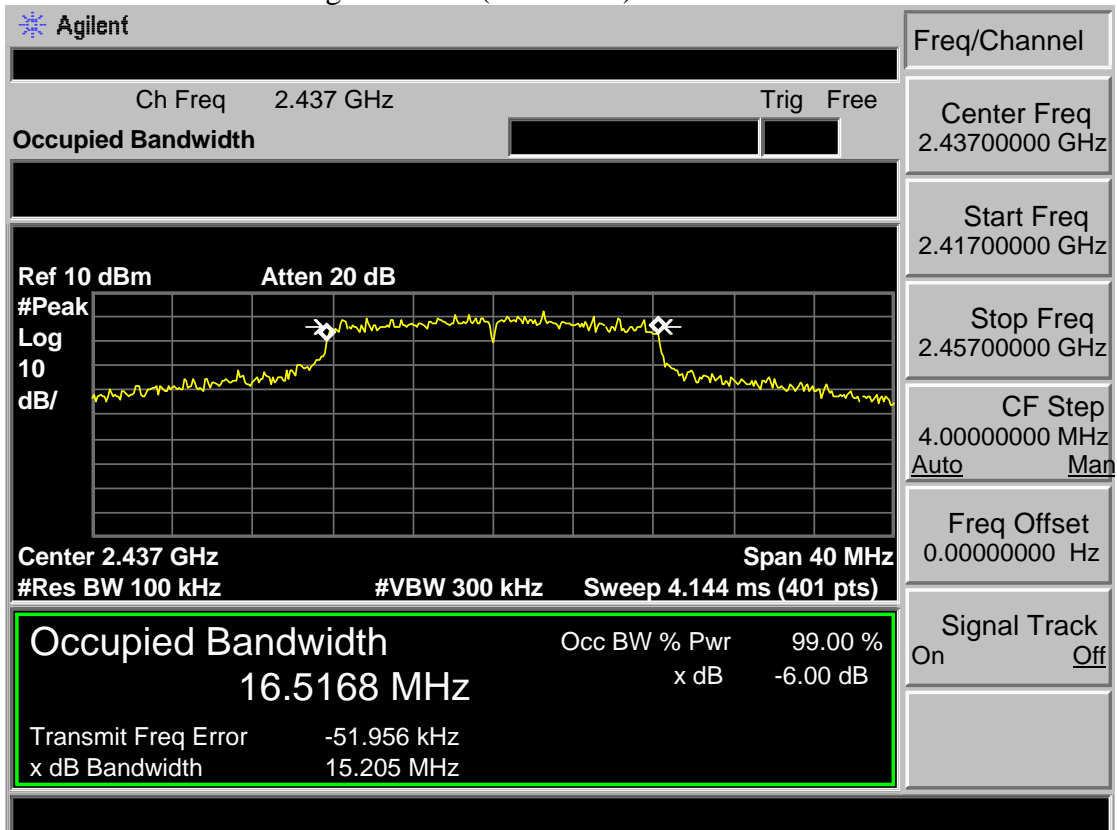 Agilent
Freq/Channel
Ch Freq 2.437 GHz Trig Free
Occupied Bandwidth
Center Freq
2.43700000 GHz
Start Freq
2.41700000 GHz
Ref 10 dBm Atten 20 dB
#Peak
Log
10
dB/
Stop Freq
2.45700000 GHz
CF Step
4.00000000 MHz
Auto Man
Freq Offset
0.00000000 Hz
Center 2.437 GHz Span 40 MHz
#Res BW 100 kHz #VBW 300 kHz Sweep 4.144 ms (401 pts)
Signal Track
On Off
Occupied Bandwidth Occ BW % Pwr 99.00 %
16.5168 MHz x dB -6.00 dB
Transmit Freq Error -51.956 kHz
x dB Bandwidth 15.205 MHz